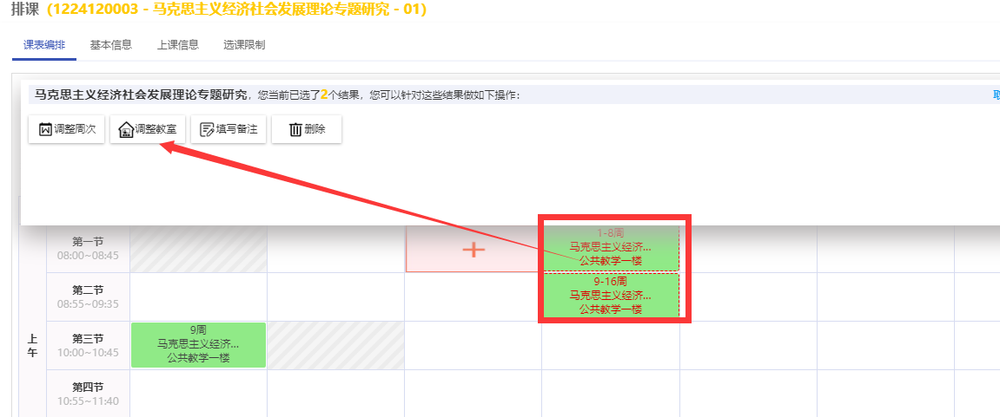 排课（1224120003 - 马克思主义经济社会发展理论专题研究 - 01）
课表编排 基本信息 上课信息 选课限制
马克思主义经济社会发展理论专题研究，您当前已选了2个结果，您可以针对这些结果做如下操作：
调整周次 调整教室 填写备注 删除
第一节
08:00~08:45
1-8周
马克思主义经济...
公共教学一楼
第二节
08:55~09:35
9-16周
马克思主义经济...
公共教学一楼
上午
第三节
10:00~10:45
9周
马克思主义经济...
公共教学一楼
第四节
10:55~11:40